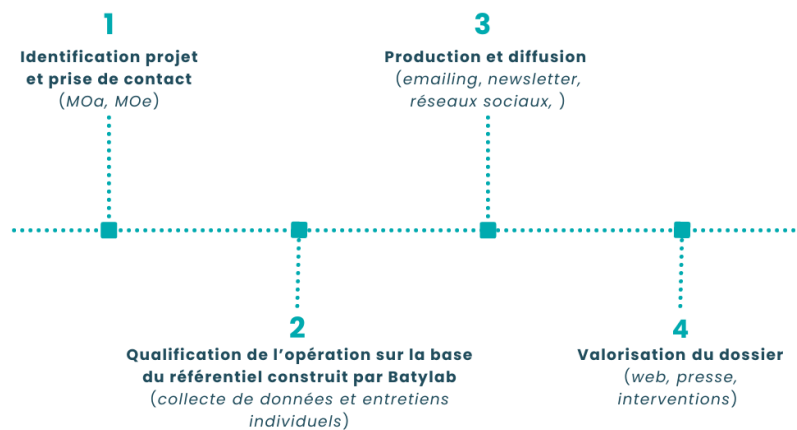 1
Identification projet
et prise de contact
(MOa, MOe)
2
Qualification de l’opération sur la base
du référentiel construit par Batylab
(collecte de données et entretiens
individuels)
3
Production et diffusion
(emailing, newsletter,
réseaux sociaux, )
4
Valorisation du dossier
(web, presse,
interventions)